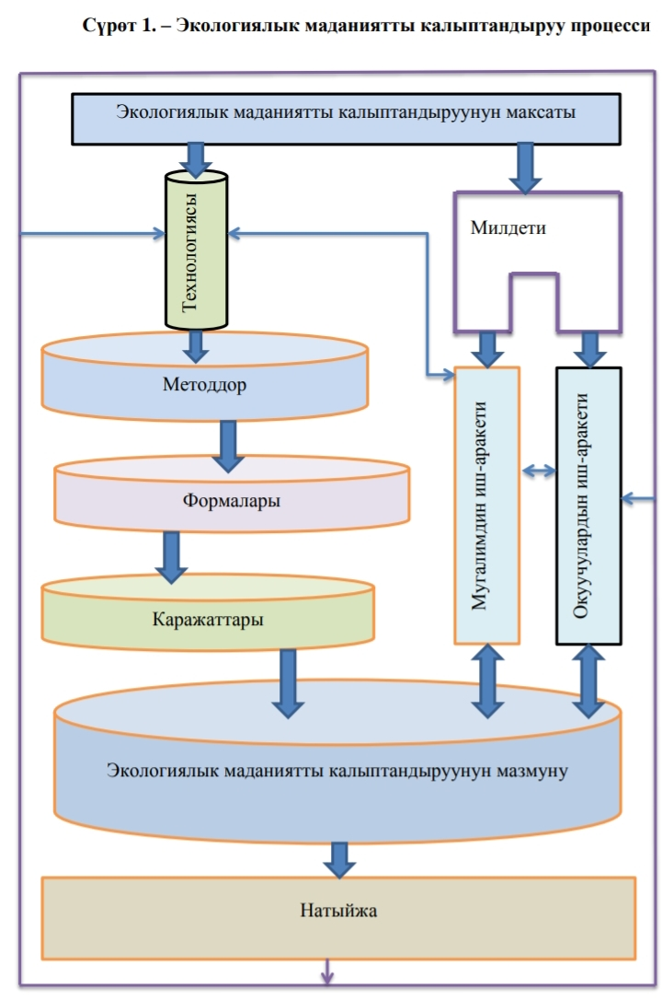 Сүрөт 1. – Экологиялык маданиятты калыптандыруу процесси
Экологиялык маданиятты калыптандыруунун максаты
Технологиясы
Милдети
Методдор
Формалары
Каражаттары
Мугалимдин иш-аракети
Окуучулардын иш-аракети
Экологиялык маданиятты калыптандыруунун мазмуну
Натыйжа